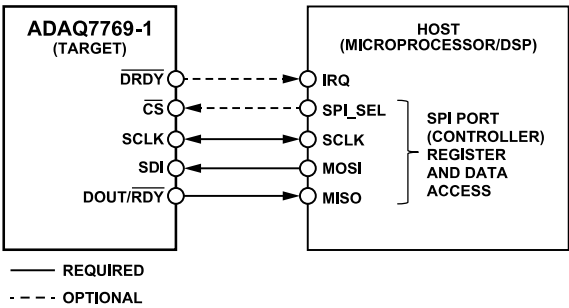 ADAQ7769-1
(TARGET)
DRDY
CS
SCLK
SDI
DOUT/RDY
HOST
(MICROPROCESSOR/DSP)
IRQ
SPI_SEL
SCLK
MOSI
MISO
SPI PORT
(CONTROLLER)
REGISTER
AND DATA
ACCESS
REQUIRED
OPTIONAL